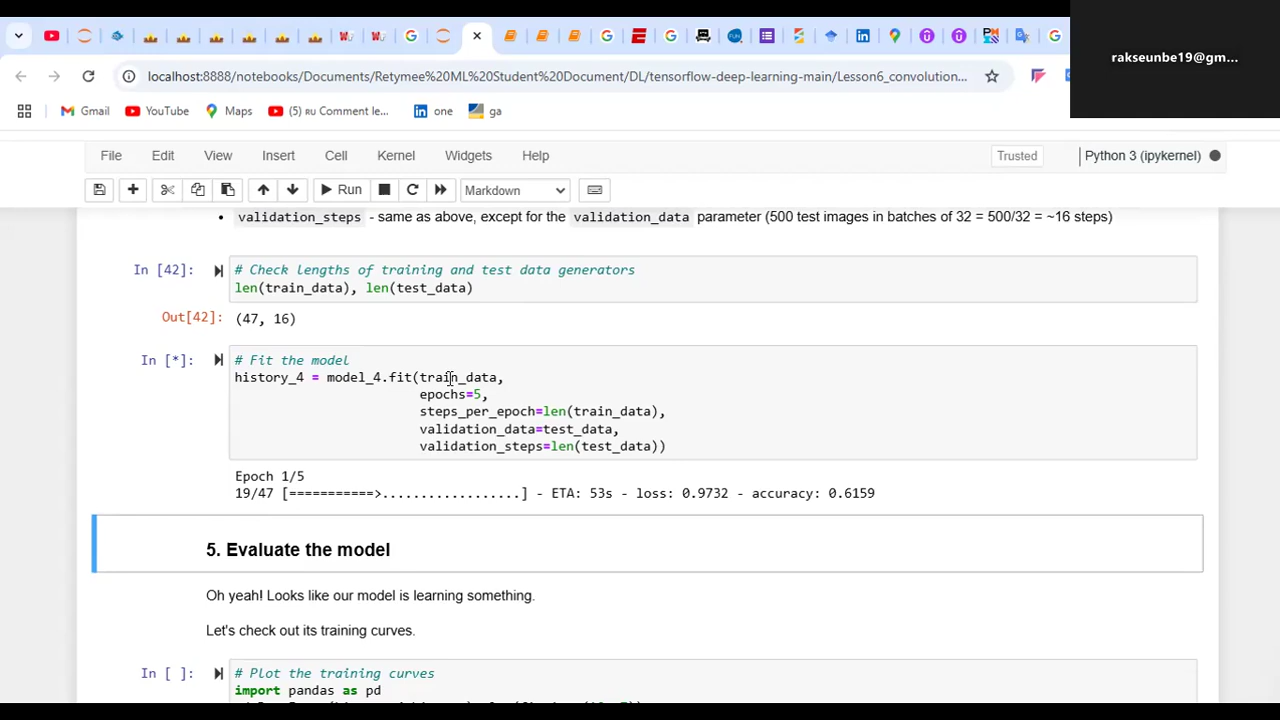 rakseunbe19@gm...
localhost:8888/notebooks/Documents/Retymee%20ML%20Student%20Document/DL/tensorflow-deep-learning-main/Lesson6_convolution...
Gmail YouTube Maps (5) รบ Comment le... one ga
File Edit View Insert Cell Kernel Widgets Help Trusted Python 3 (ipykernel)
Run Markdown
validation_steps - same as above, except for the validation_data parameter (500 test images in batches of 32 = 500/32 = ~16 steps)
In [42]: # Check lengths of training and test data generators
len(train_data), len(test_data)
Out[42]: (47, 16)
In [*]: # Fit the model
history_4 = model_4.fit(train_data,
epochs=5,
steps_per_epoch=len(train_data),
validation_data=test_data,
validation_steps=len(test_data))
Epoch 1/5
19/47 [===========>..................] - ETA: 53s - loss: 0.9732 - accuracy: 0.6159
5. Evaluate the model
Oh yeah! Looks like our model is learning something.
Let's check out its training curves.
In [ ]: # Plot the training curves
import pandas as pd